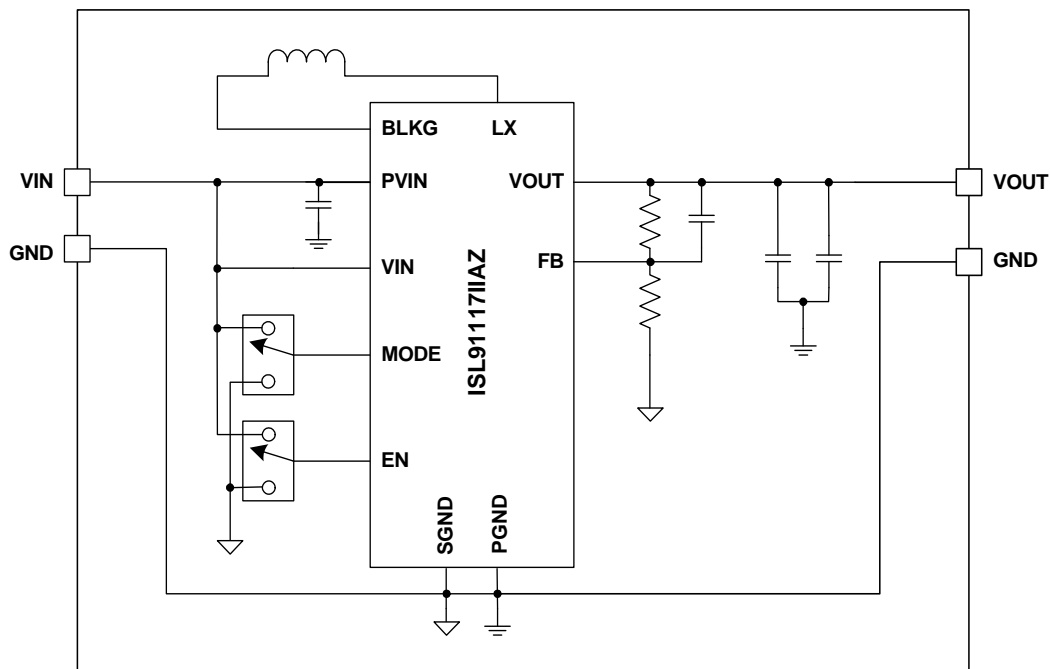 BLKG
LX
VIN
PVIN
VOUT
VOUT
GND
VIN
FB
GND
MODE
ISL91117IIAZ
EN
SGND
PGND